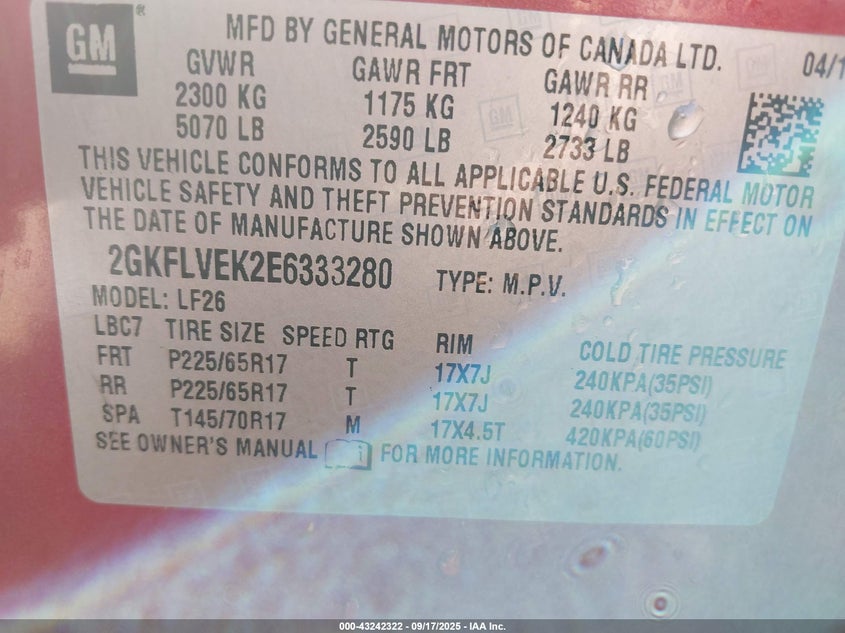 GM
®
MFD BY GENERAL MOTORS OF CANADA LTD.
04/1
GVWR GAWR FRT GAWR RR
2300 KG 1175 KG 1240 KG
5070 LB 2590 LB 2733 LB
THIS VEHICLE CONFORMS TO ALL APPLICABLE U.S. FEDERAL MOTOR
VEHICLE SAFETY AND THEFT PREVENTION STANDARDS IN EFFECT ON
THE DATE OF MANUFACTURE SHOWN ABOVE.
2GKFLVEK2E6333280 TYPE: M.P.V.
MODEL: LF26
LBC7 TIRE SIZE SPEED RTG RIM COLD TIRE PRESSURE
FRT P225/65R17 T 17X7J 240KPA(35PSI)
RR P225/65R17 T 17X7J 240KPA(35PSI)
SPA T145/70R17 M 17X4.5T 420KPA(60PSI)
SEE OWNER'S MANUAL i FOR MORE INFORMATION.
000-43242322 - 09/17/2025 - IAA Inc.